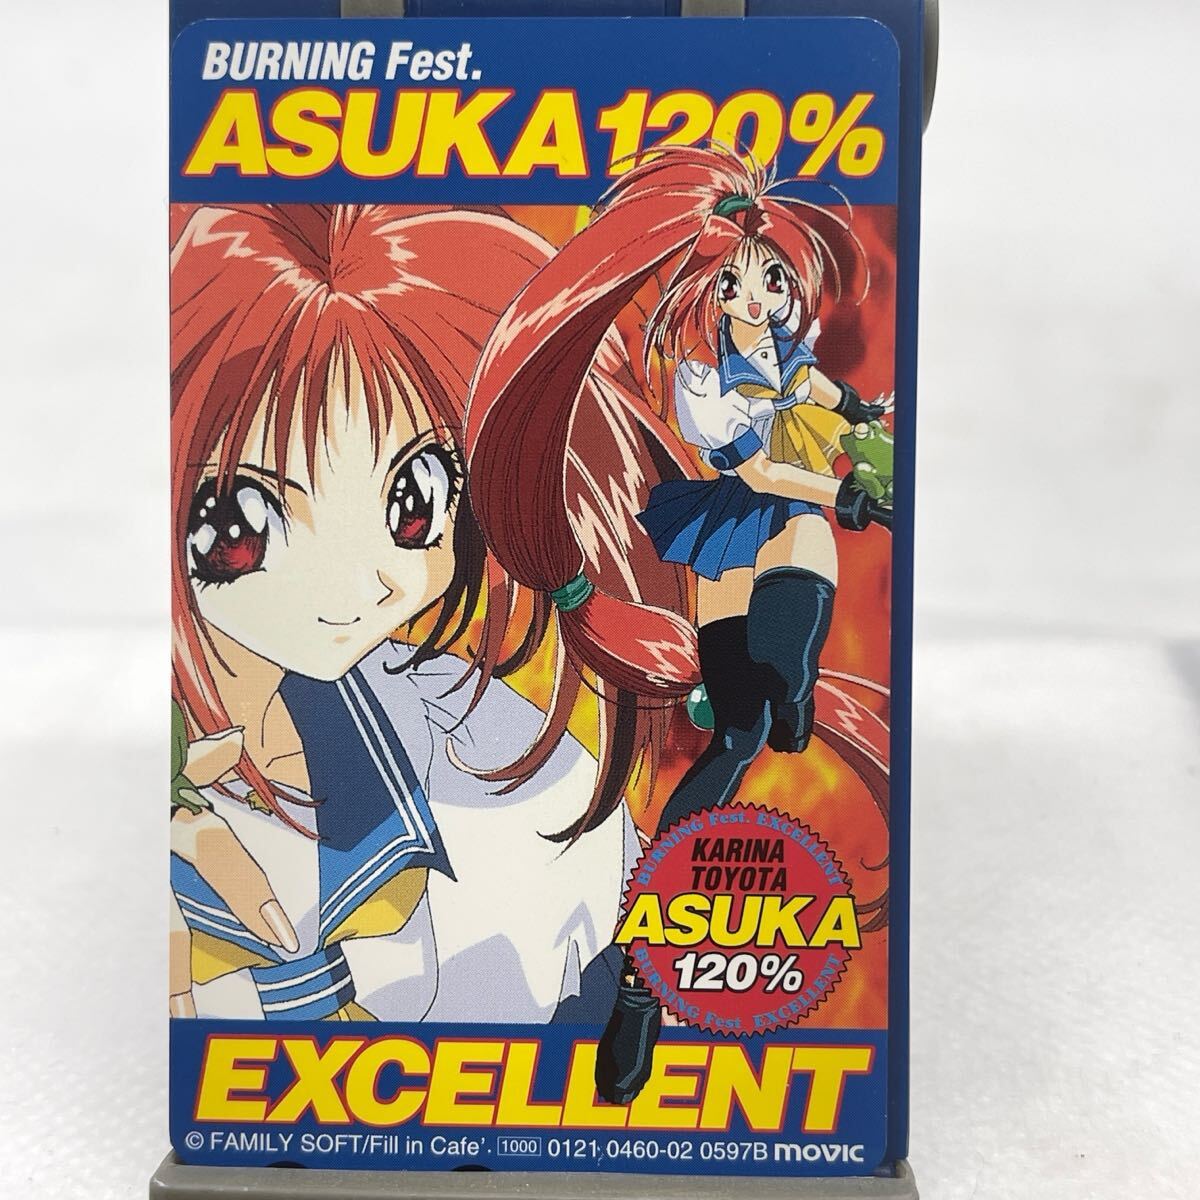 BURNING Fest.
ASUKA 120%
BURNING Fest. EXCELLENT
KARINA
TOYOTA
ASUKA
120%
BURNING Fest EXCELLENT
EXCELLENT
© FAMILY SOFT/Fill in Cafe'. 1000 0121 0460-02 0597B movic